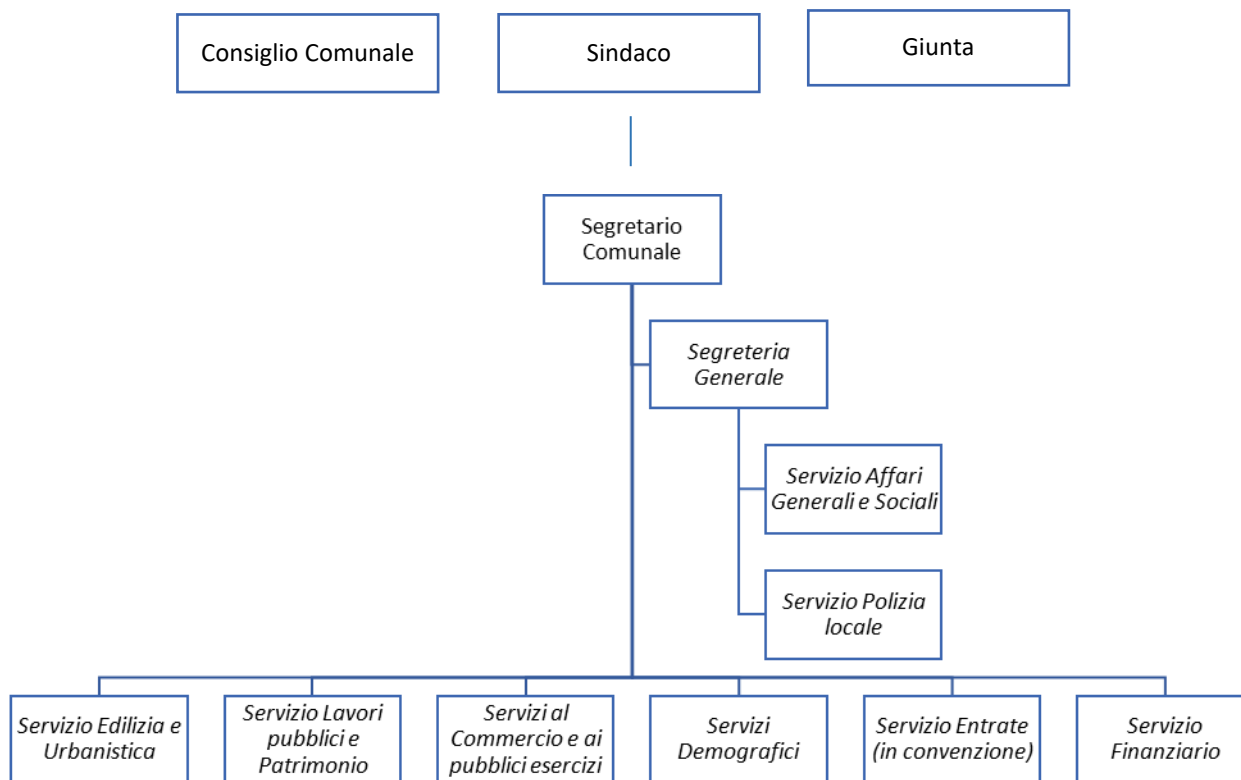 Consiglio Comunale
Sindaco
Giunta
Segretario
Comunale
Segreteria
Generale
Servizio Affari
Generali e Sociali
Servizio Polizia
locale
Servizio Edilizia e
Urbanistica
Servizio Lavori
pubblici e
Patrimonio
Servizi al
Commercio e ai
pubblici esercizi
Servizi
Demografici
Servizio Entrate
(in convenzione)
Servizio
Finanziario